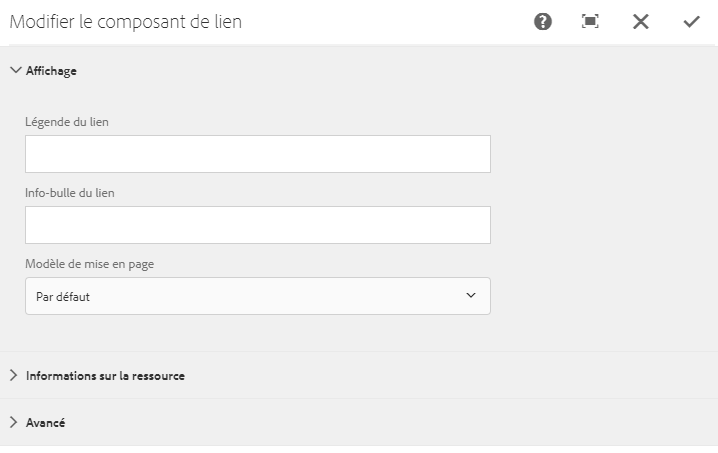 Modifier le composant de lien
Affichage
Légende du lien
Info-bulle du lien
Modèle de mise en page
Par défaut
Informations sur la ressource
Avancé